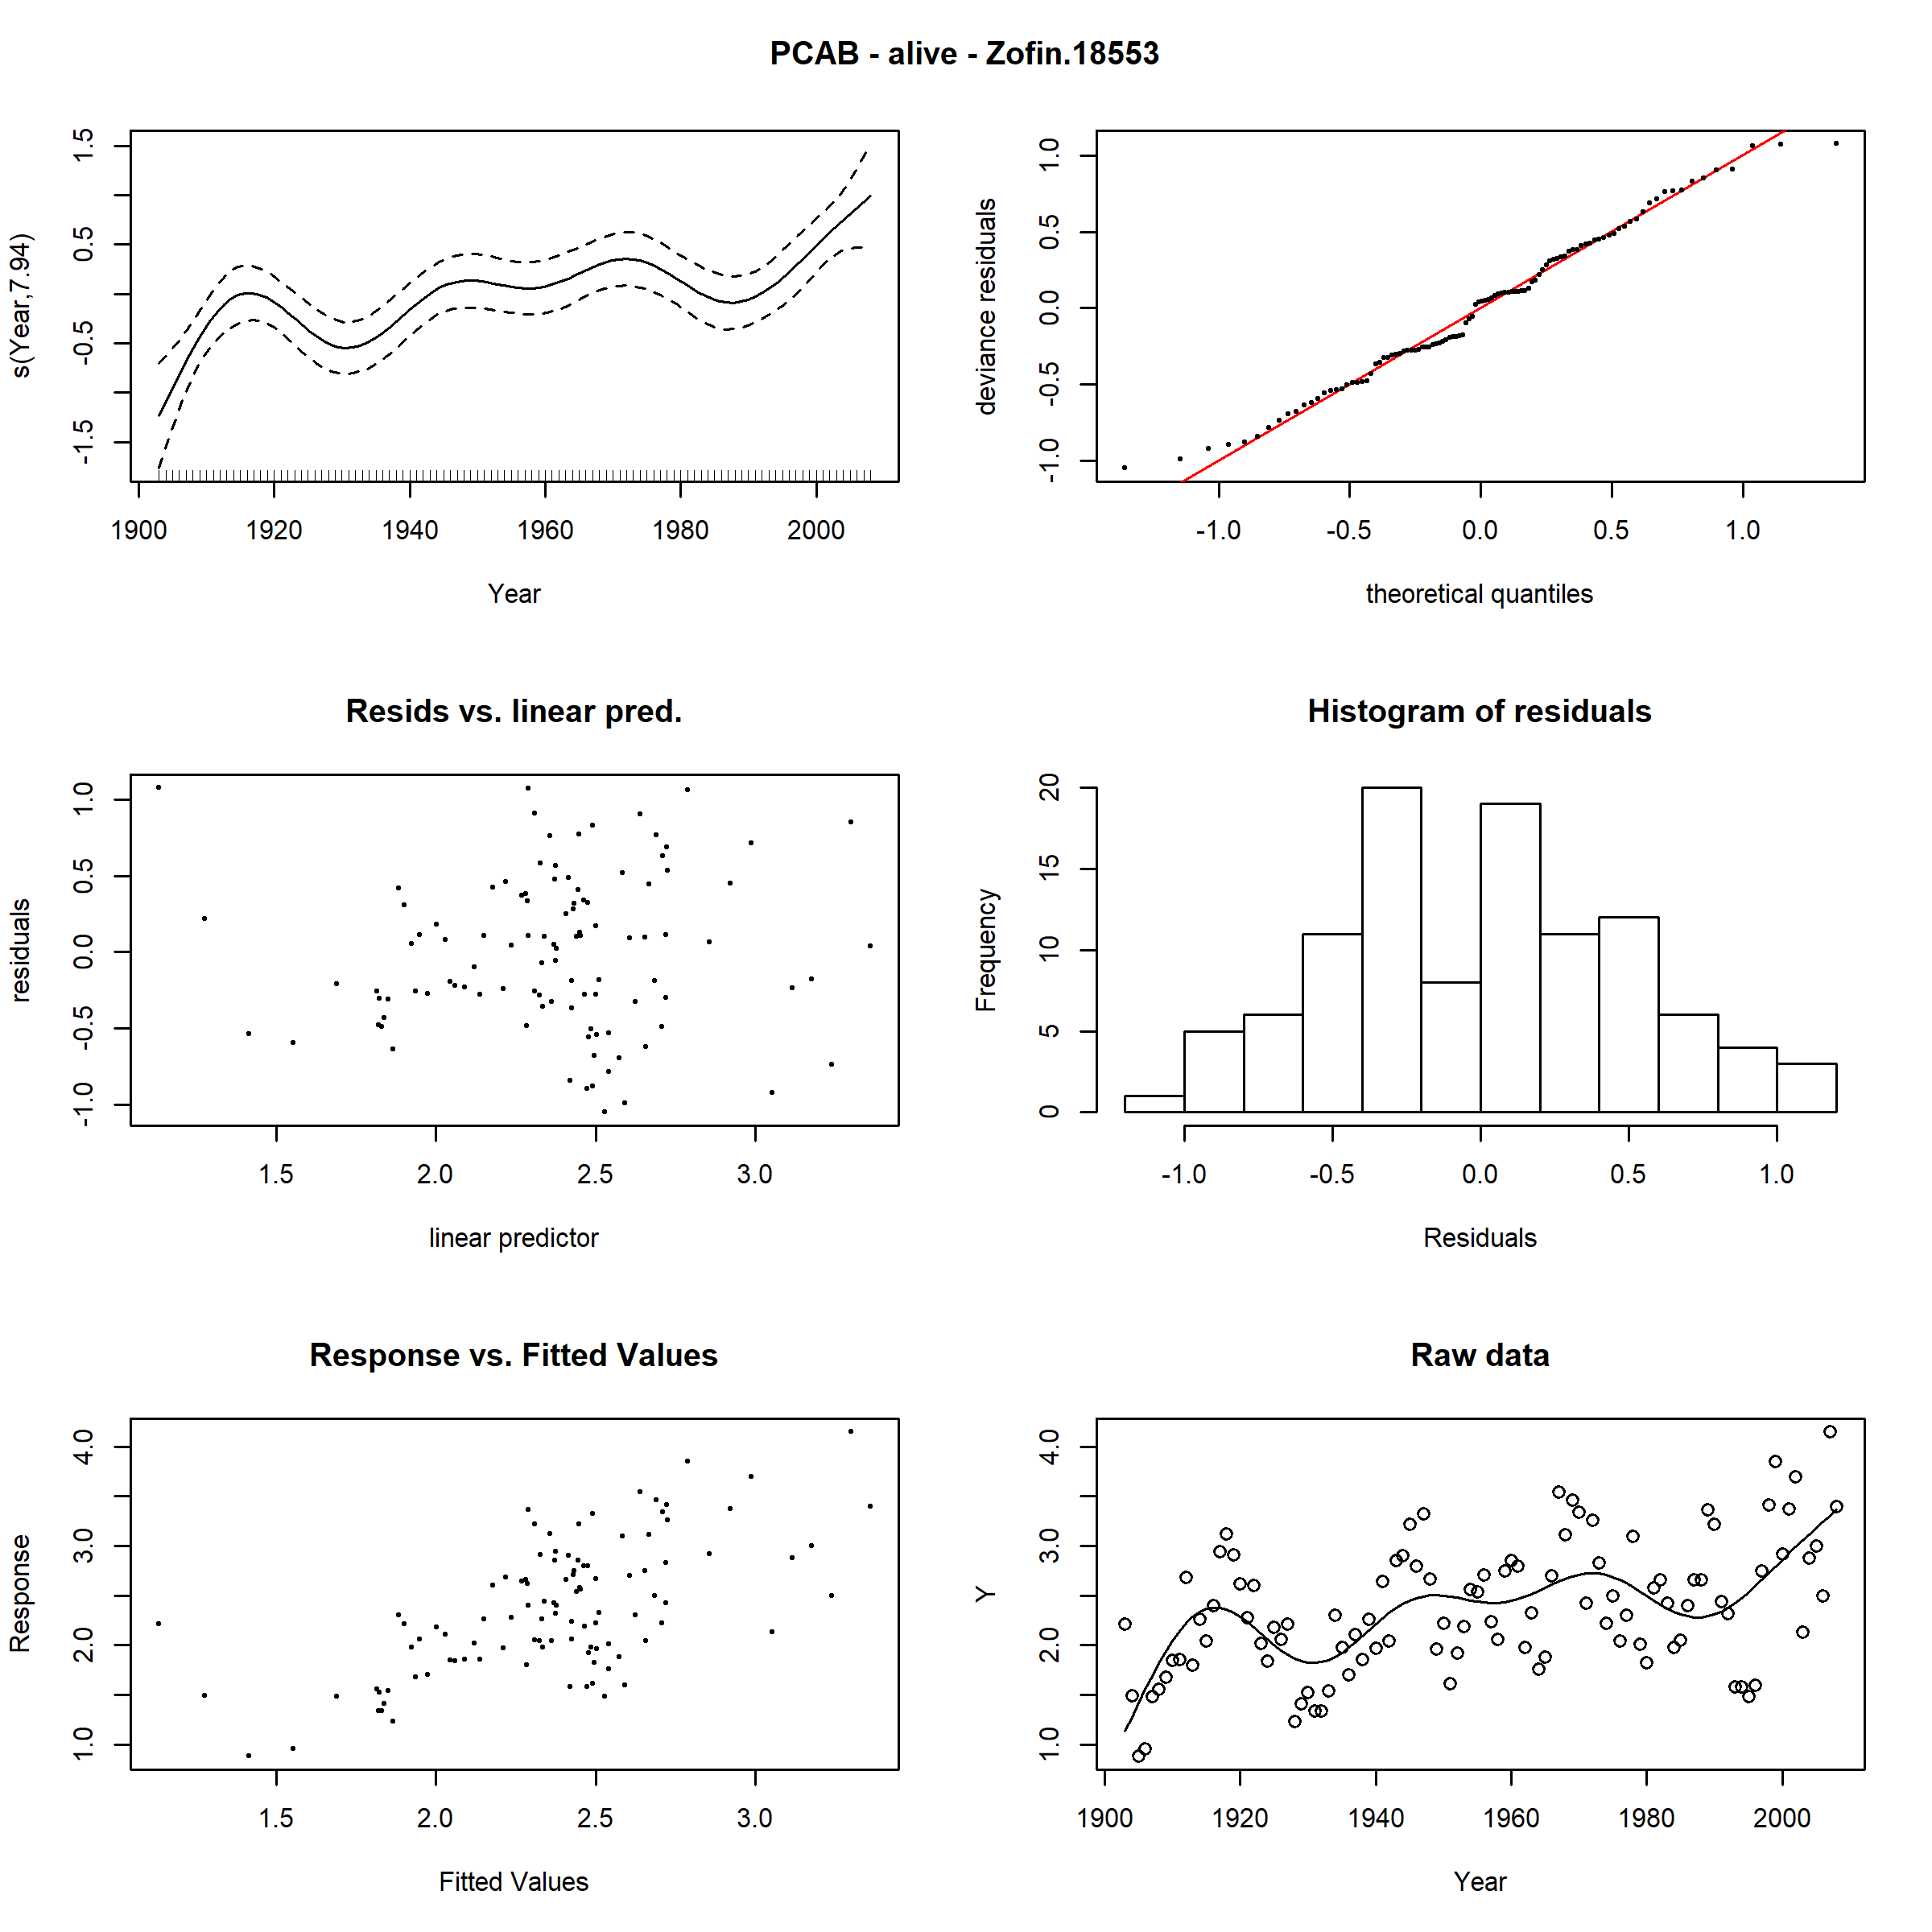 PCAB - alive - Zofin.18553
s(Year,7.94)
-1.5 -0.5 0.5 1.5
1900 1920 1940 1960 1980 2000
Year
deviance residuals
-1.0 -0.5 0.0 0.5 1.0
-1.0 -0.5 0.0 0.5 1.0
theoretical quantiles
Resids vs. linear pred.
residuals
-1.0 -0.5 0.0 0.5 1.0
1.5 2.0 2.5 3.0
linear predictor
Histogram of residuals
Frequency
0 5 10 15 20
-1.0 -0.5 0.0 0.5 1.0
Residuals
Response vs. Fitted Values
Response
1.0 2.0 3.0 4.0
1.5 2.0 2.5 3.0
Fitted Values
Raw data
Y
1.0 2.0 3.0 4.0
1900 1920 1940 1960 1980 2000
Year